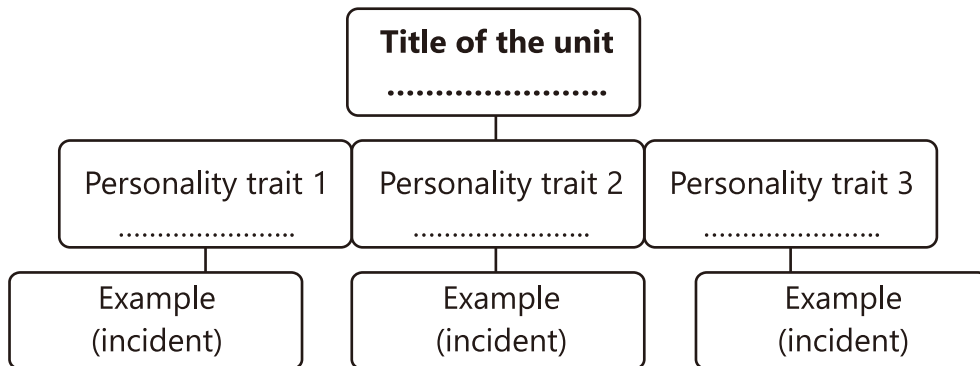 Title of the unit
.......................
Personality trait 1
.......................
Personality trait 2
.......................
Personality trait 3
.......................
Example
(incident)
Example
(incident)
Example
(incident)